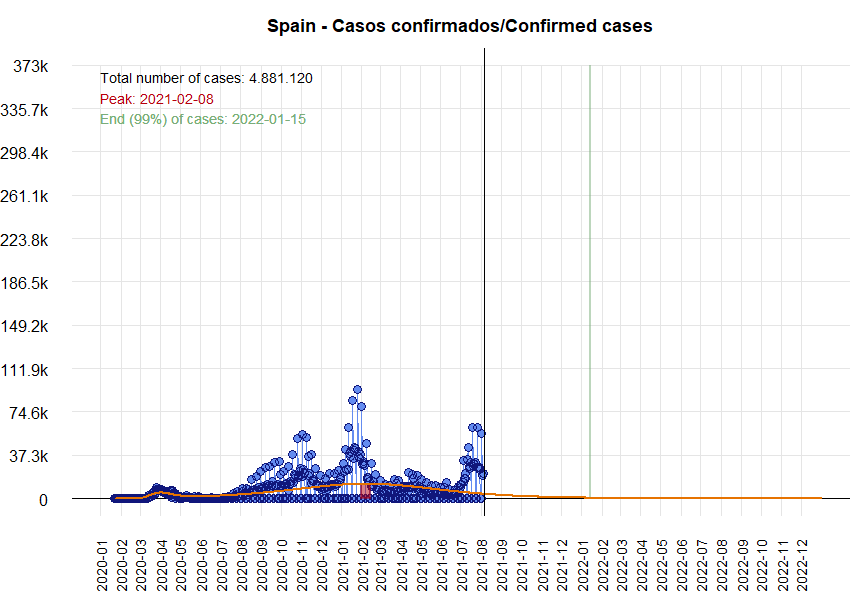 Spain - Casos confirmados/Confirmed cases
Total number of cases: 4.881.120
Peak: 2021-02-08
End (99%) of cases: 2022-01-15
373k
335.7k
298.4k
261.1k
223.8k
186.5k
149.2k
111.9k
74.6k
37.3k
0
2020-01
2020-02
2020-03
2020-04
2020-05
2020-06
2020-07
2020-08
2020-09
2020-10
2020-11
2020-12
2021-01
2021-02
2021-03
2021-04
2021-05
2021-06
2021-07
2021-08
2021-09
2021-10
2021-11
2021-12
2022-01
2022-02
2022-03
2022-04
2022-05
2022-06
2022-07
2022-08
2022-09
2022-10
2022-11
2022-12